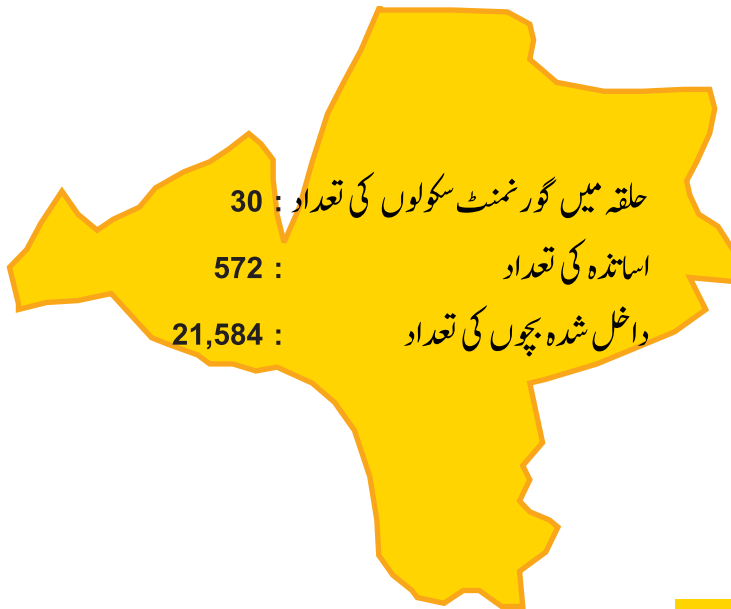 حلقہ میں گورنمنٹ سکولوں کی تعداد : 30
اساتذہ کی تعداد : 572
داخل شدہ بچوں کی تعداد : 21,584